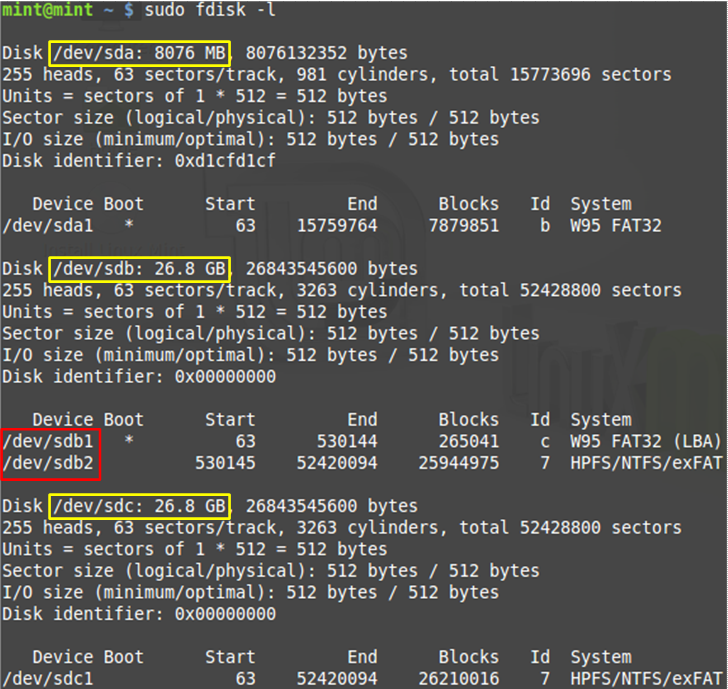 mint@mint ~ $ sudo fdisk -l
Disk /dev/sda: 8076 MB, 8076132352 bytes
255 heads, 63 sectors/track, 981 cylinders, total 15773696 sectors
Units = sectors of 1 * 512 = 512 bytes
Sector size (logical/physical): 512 bytes / 512 bytes
I/O size (minimum/optimal): 512 bytes / 512 bytes
Disk identifier: 0xd1cfd1cf
Device Boot Start End Blocks Id System
/dev/sda1 * 63 15759764 7879851 b W95 FAT32
Disk /dev/sdb: 26.8 GB, 26843545600 bytes
255 heads, 63 sectors/track, 3263 cylinders, total 52428800 sectors
Units = sectors of 1 * 512 = 512 bytes
Sector size (logical/physical): 512 bytes / 512 bytes
I/O size (minimum/optimal): 512 bytes / 512 bytes
Disk identifier: 0x00000000
Device Boot Start End Blocks Id System
/dev/sdb1 * 63 530144 265041 c W95 FAT32 (LBA)
/dev/sdb2 530145 52420094 25944975 7 HPFS/NTFS/exFAT
Disk /dev/sdc: 26.8 GB, 26843545600 bytes
255 heads, 63 sectors/track, 3263 cylinders, total 52428800 sectors
Units = sectors of 1 * 512 = 512 bytes
Sector size (logical/physical): 512 bytes / 512 bytes
I/O size (minimum/optimal): 512 bytes / 512 bytes
Disk identifier: 0x00000000
Device Boot Start End Blocks Id System
/dev/sdc1 63 52420094 26210016 7 HPFS/NTFS/exFAT